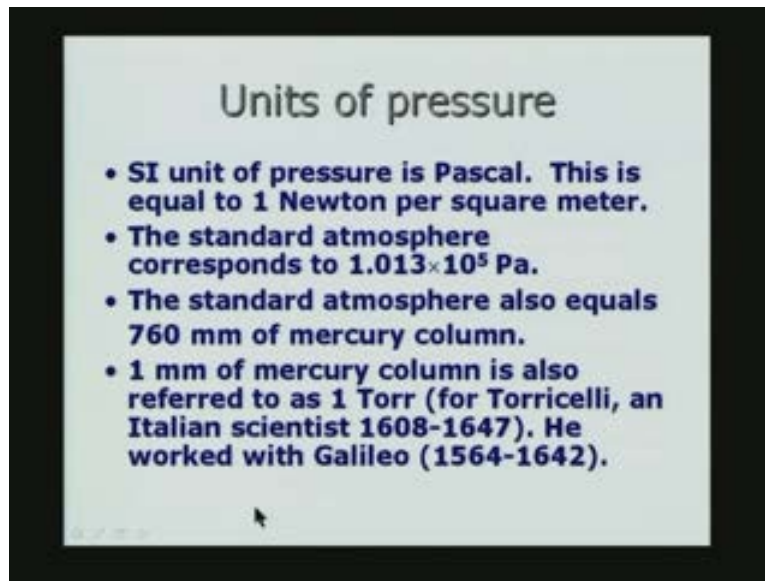 Units of pressure
• SI unit of pressure is Pascal. This is
equal to 1 Newton per square meter.
• The standard atmosphere
corresponds to 1.013×10⁵ Pa.
• The standard atmosphere also equals
760 mm of mercury column.
• 1 mm of mercury column is also
referred to as 1 Torr (for Torricelli, an
Italian scientist 1608-1647). He
worked with Galileo (1564-1642).